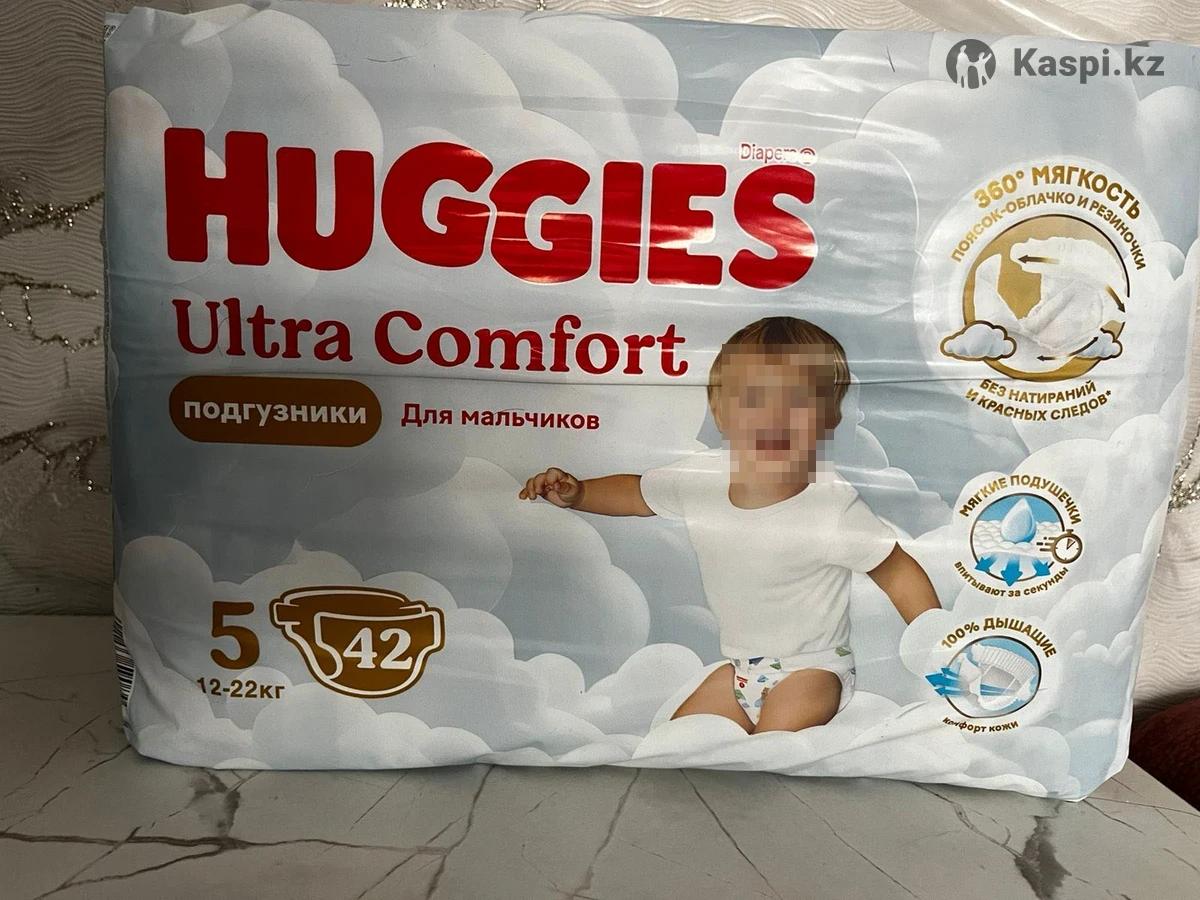 Kaspi.kz
Diapers®
HUGGIES
Ultra Comfort
подгузники
Для мальчиков
360° МЯГКОСТЬ
ПОЯСОК-ОБЛАЧКО И РЕЗИНОЧКИ
БЕЗ НАТИРАНИЙ
И КРАСНЫХ СЛЕДОВ*
МЯГКИЕ ПОДУШЕЧКИ
впитывают за секунды
100% ДЫШАЩИЕ
комфорт кожи
5
42
12-22кг